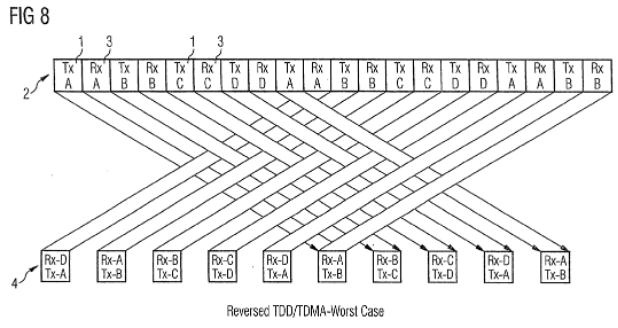 FIG 8
1 3 1 3
Tx Rx Tx Rx Tx Rx Tx Rx Tx Rx Tx Rx Tx Rx Tx Rx Tx Rx Tx Rx
A A B B C C D D A A B B C C D D A A B B
2
Rx-D Rx-A Rx-B Rx-C Rx-D Rx-A Rx-B Rx-C Rx-D Rx-A
Tx-A Tx-B Tx-C Tx-D Tx-A Tx-B Tx-C Tx-D Tx-A Tx-B
4
Reversed TDD/TDMA-Worst Case